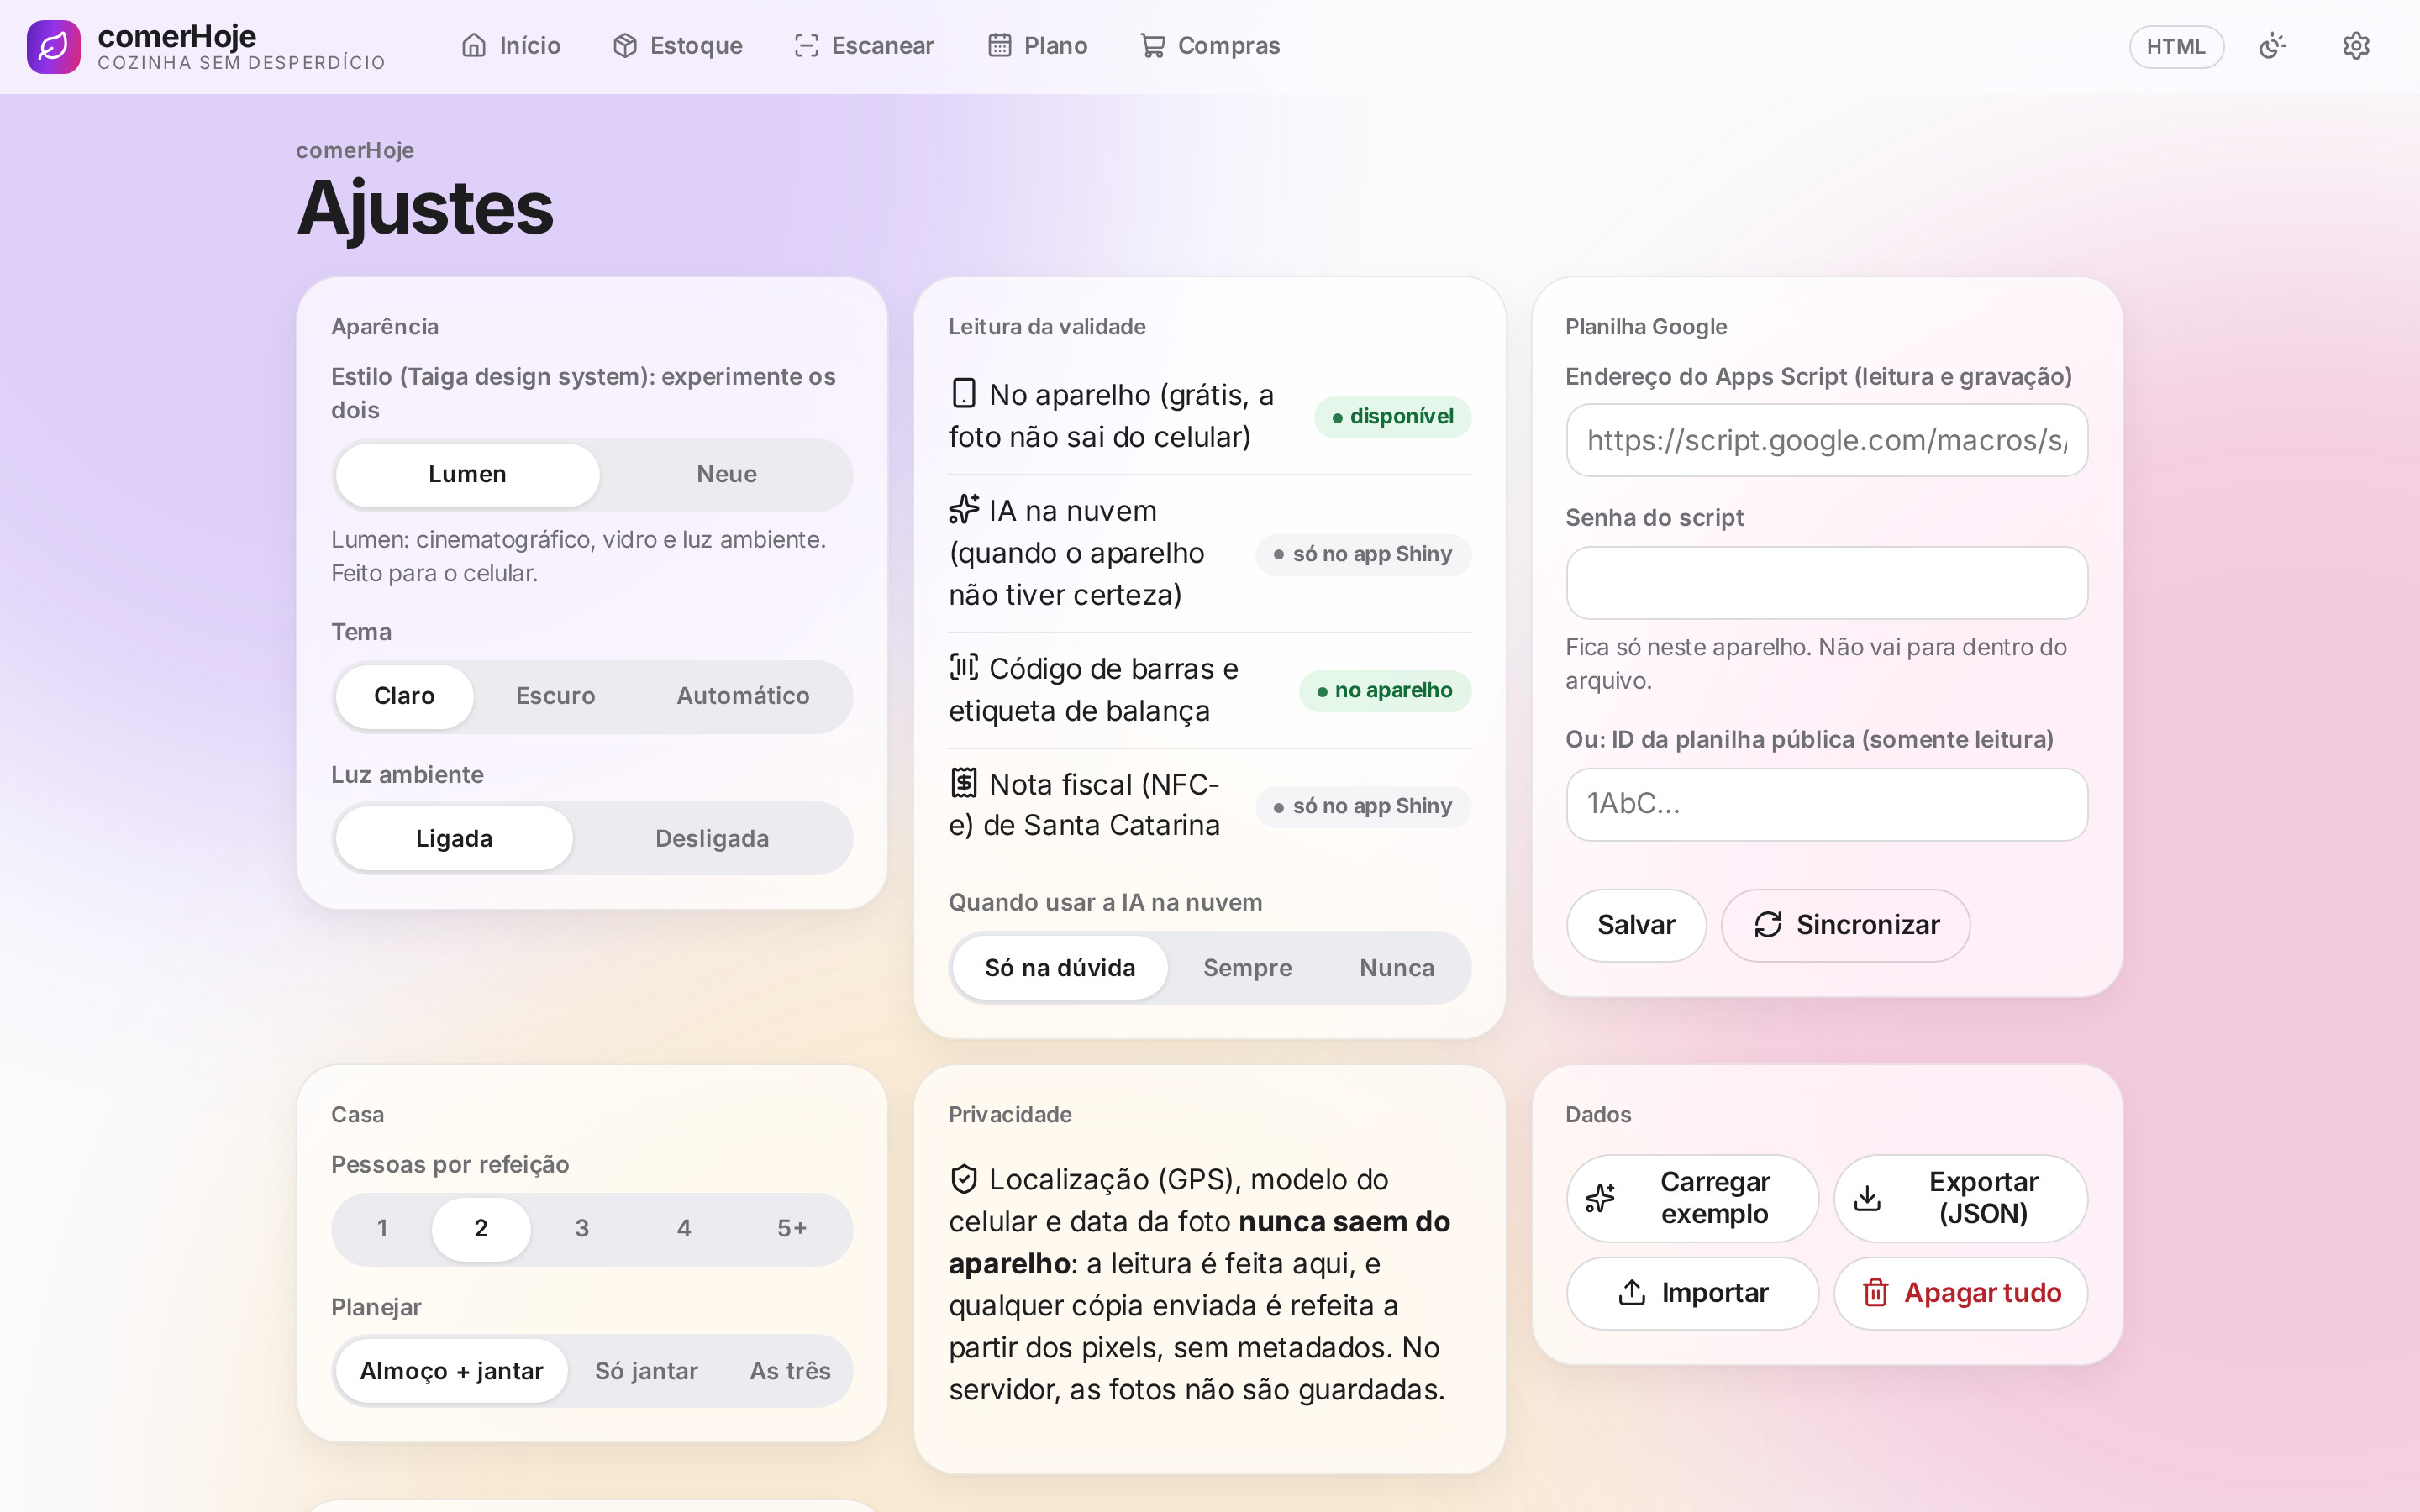 comerHoje
COZINHA SEM DESPERDÍCIO
Início
Estoque
Escanear
Plano
Compras
HTML
comerHoje
Ajustes
Aparência
Estilo (Taiga design system): experimente os
dois
Lumen
Neue
Lumen: cinematográfico, vidro e luz ambiente.
Feito para o celular.
Tema
Claro
Escuro
Automático
Luz ambiente
Ligada
Desligada
Leitura da validade
No aparelho (grátis, a
foto não sai do celular)
disponível
IA na nuvem
(quando o aparelho
não tiver certeza)
só no app Shiny
Código de barras e
etiqueta de balança
no aparelho
Nota fiscal (NFC-
e) de Santa Catarina
só no app Shiny
Quando usar a IA na nuvem
Só na dúvida
Sempre
Nunca
Planilha Google
Endereço do Apps Script (leitura e gravação)
https://script.google.com/macros/s/
Senha do script
Fica só neste aparelho. Não vai para dentro do
arquivo.
Ou: ID da planilha pública (somente leitura)
1AbC...
Salvar
Sincronizar
Casa
Pessoas por refeição
1
2
3
4
5+
Planejar
Almoço + jantar
Só jantar
As três
Privacidade
Localização (GPS), modelo do
celular e data da foto nunca saem do
aparelho: a leitura é feita aqui, e
qualquer cópia enviada é refeita a
partir dos pixels, sem metadados. No
servidor, as fotos não são guardadas.
Dados
Carregar
exemplo
Exportar
(JSON)
Importar
Apagar tudo